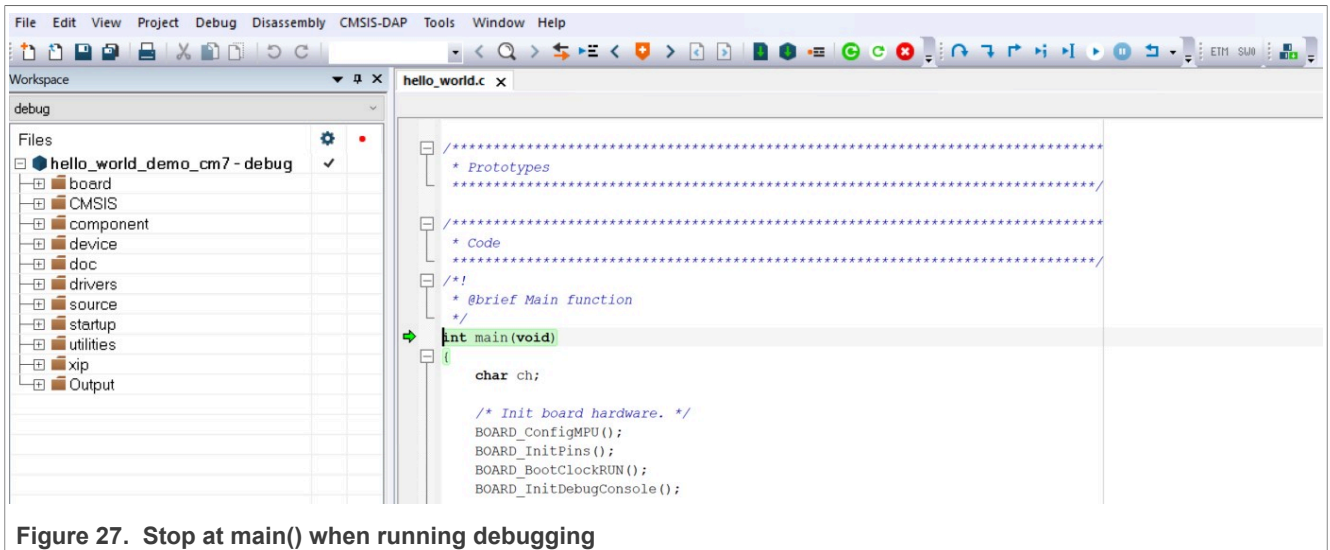 File Edit View Project Debug Disassembly CMSIS-DAP Tools Window Help
ETM SWO
Workspace
hello_world.c
debug
Files
hello_world_demo_cm7 - debug
board
CMSIS
component
device
doc
drivers
source
startup
utilities
xip
Output
/*******************************************************************************
* Prototypes
******************************************************************************/
/*******************************************************************************
* Code
******************************************************************************/
/*!
* @brief Main function
*/
int main(void)
{
char ch;
/* Init board hardware. */
BOARD_ConfigMPU();
BOARD_InitPins();
BOARD_BootClockRUN();
BOARD_InitDebugConsole();
Figure 27. Stop at main() when running debugging